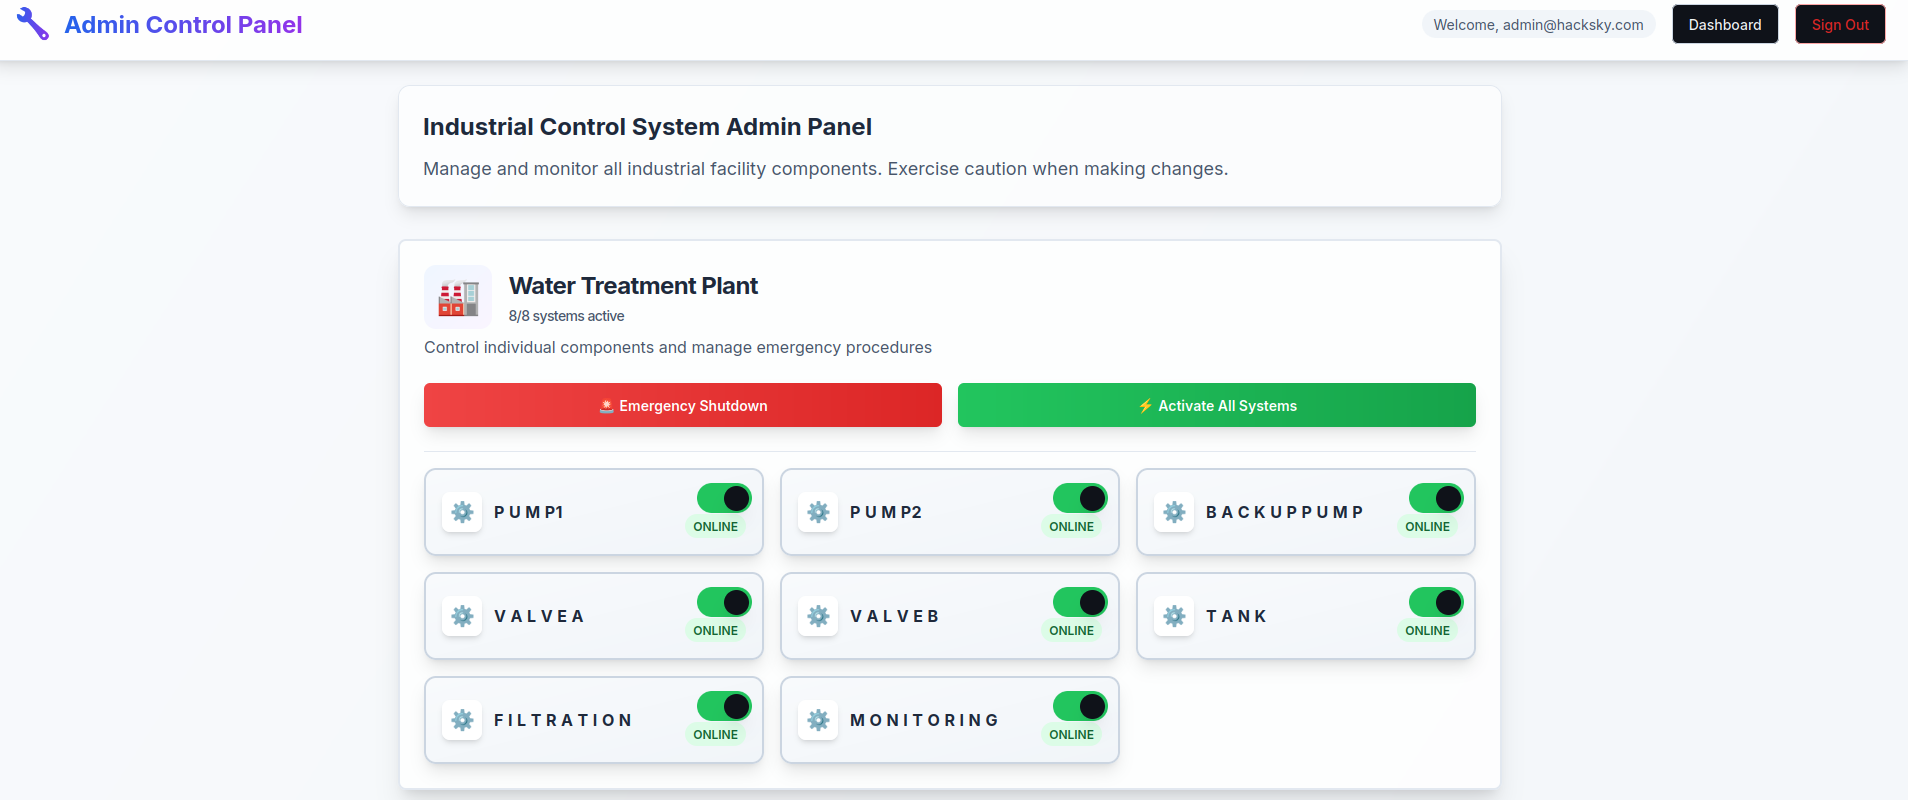 Admin Control Panel
Welcome, admin@hacksky.com
Dashboard
Sign Out
Industrial Control System Admin Panel
Manage and monitor all industrial facility components. Exercise caution when making changes.
Water Treatment Plant
8/8 systems active
Control individual components and manage emergency procedures
🚨 Emergency Shutdown
⚡ Activate All Systems
PUMP1
ONLINE
PUMP2
ONLINE
BACKUPPUMP
ONLINE
VALVEA
ONLINE
VALVEB
ONLINE
TANK
ONLINE
FILTRATION
ONLINE
MONITORING
ONLINE